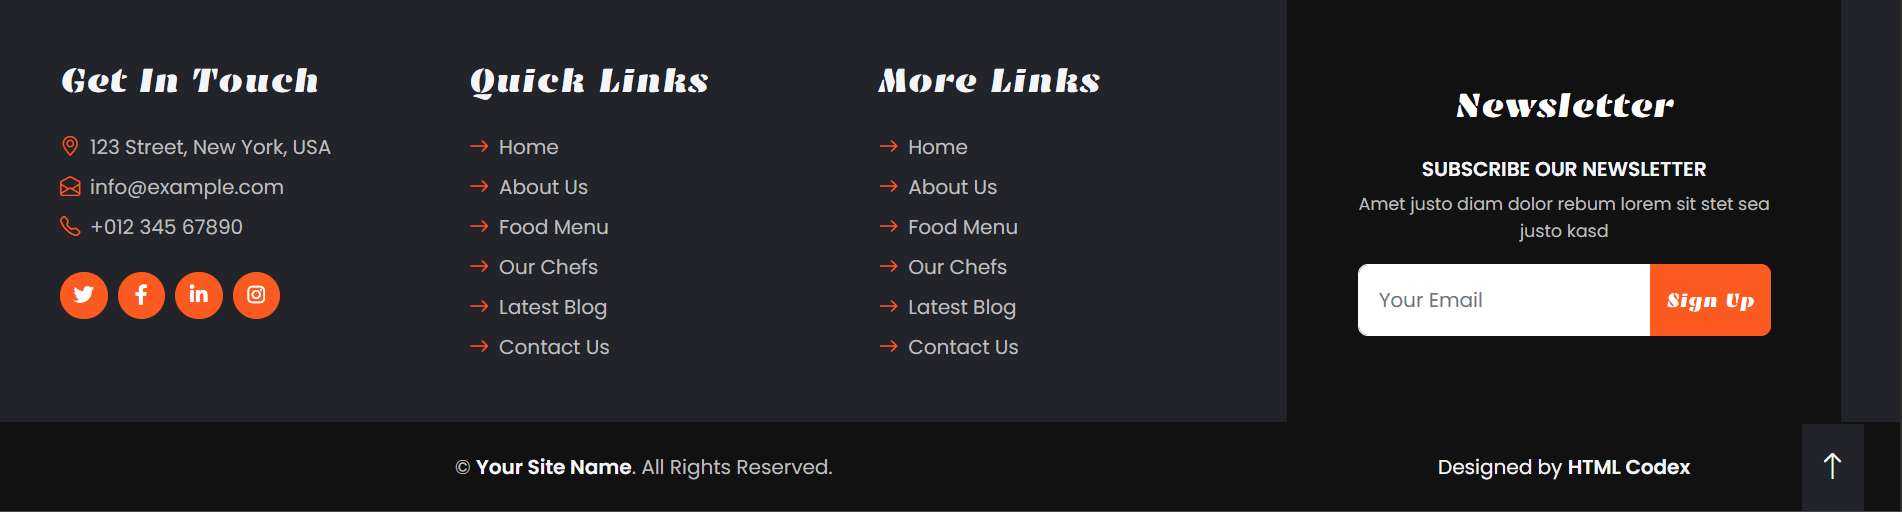 Get In Touch
123 Street, New York, USA
info@example.com
+012 345 67890
Quick Links
Home
About Us
Food Menu
Our Chefs
Latest Blog
Contact Us
More Links
Home
About Us
Food Menu
Our Chefs
Latest Blog
Contact Us
Newsletter
SUBSCRIBE OUR NEWSLETTER
Amet justo diam dolor rebum lorem sit stet sea
justo kasd
Your Email
Sign Up
© Your Site Name. All Rights Reserved.
Designed by HTML Codex